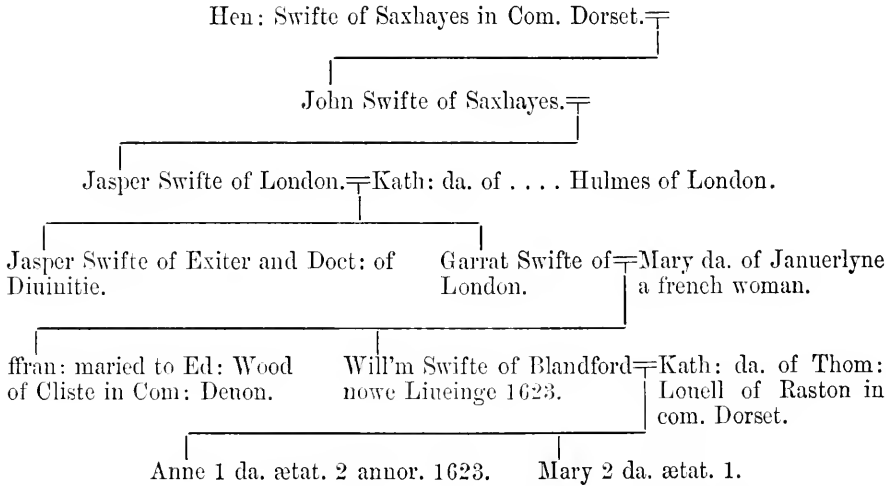 Hen: Swifte of Saxhayes in Com. Dorset.
John Swifte of Saxhayes.
Jasper Swifte of London. Kath: da. of .... Hulmes of London.
Jasper Swifte of Exiter and Doct: of
Diuinitie.
Garrat Swifte of
London.
Mary da. of Januerlyne
a french woman.
ffran: maried to Ed: Wood
of Cliste in Com: Deuon.
Will'm Swifte of Blandford
nowe Liueinge 1623.
Kath: da. of Thom:
Louell of Raston in
com. Dorset.
Anne 1 da. ætat. 2 annor. 1623. Mary 2 da. ætat. 1.